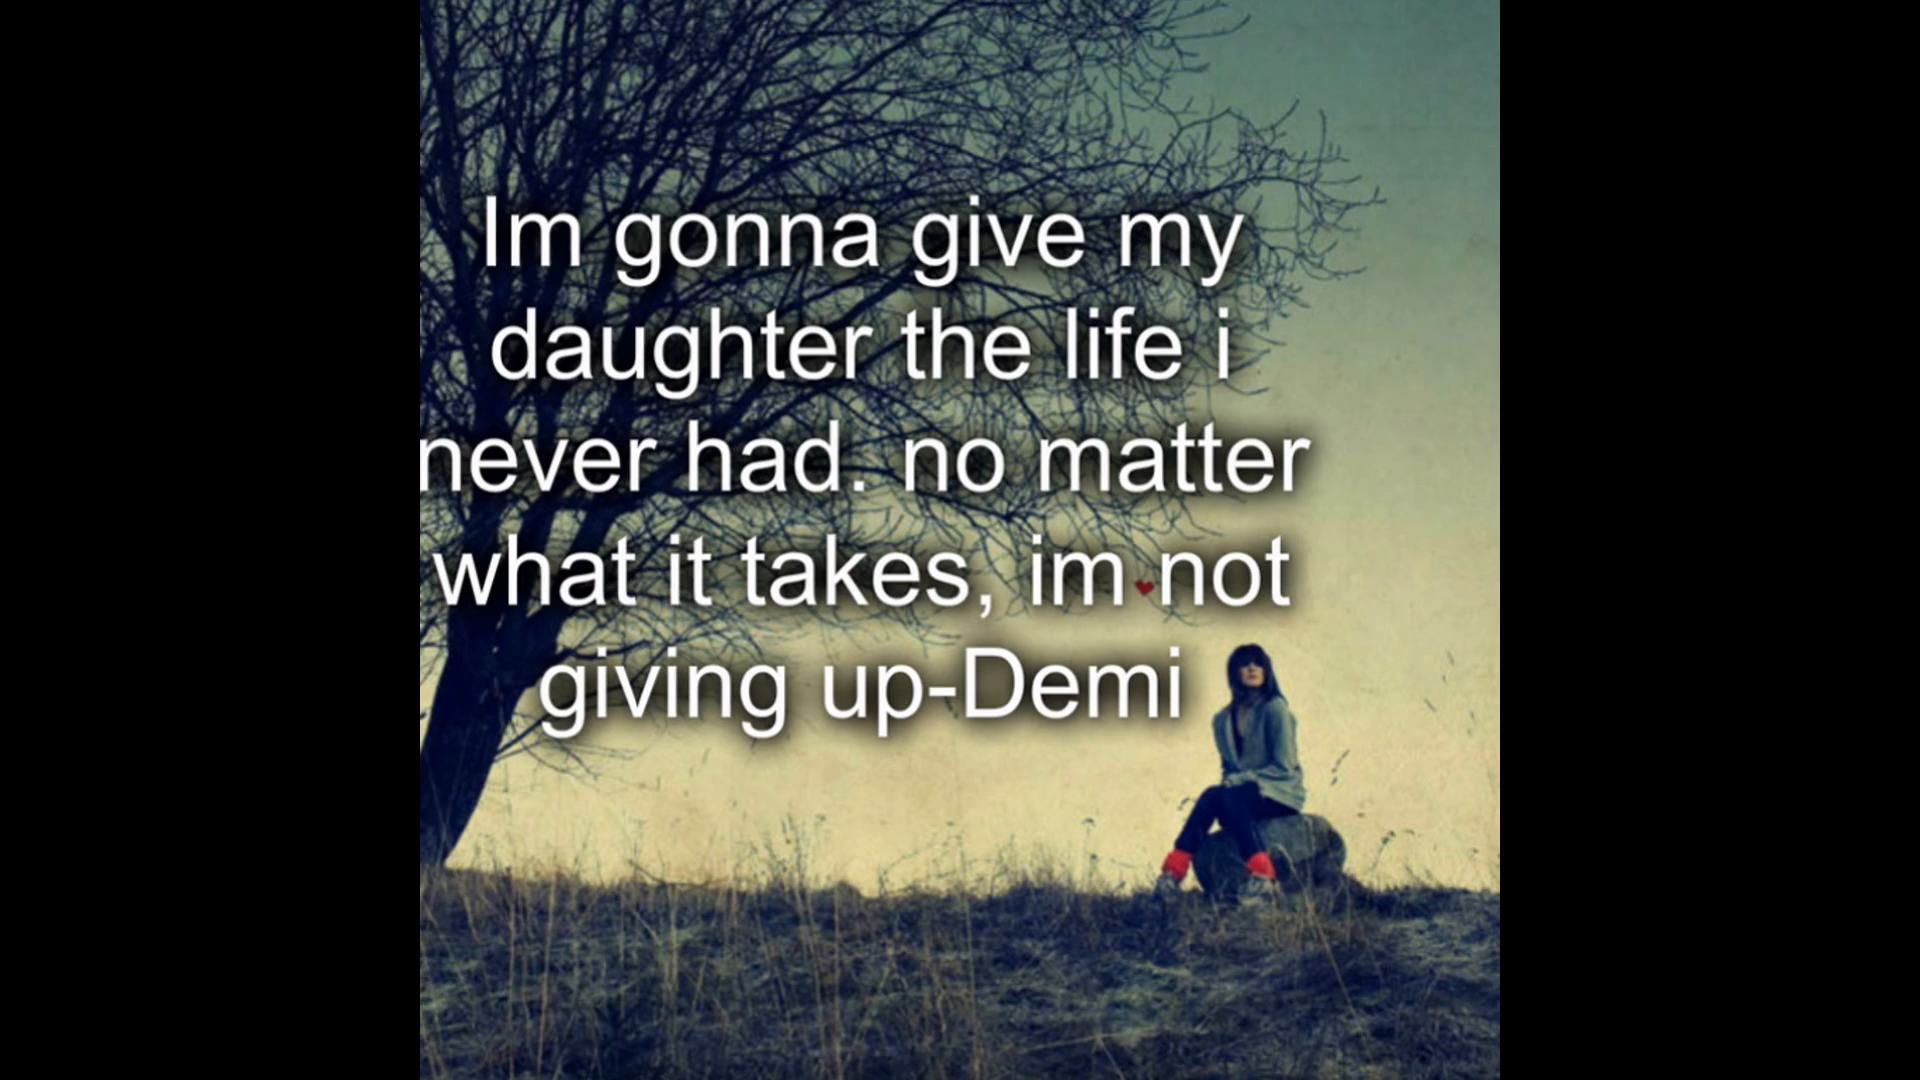 Im gonna give my
daughter the life i
never had. no matter
what it takes, im not
giving up-Demi